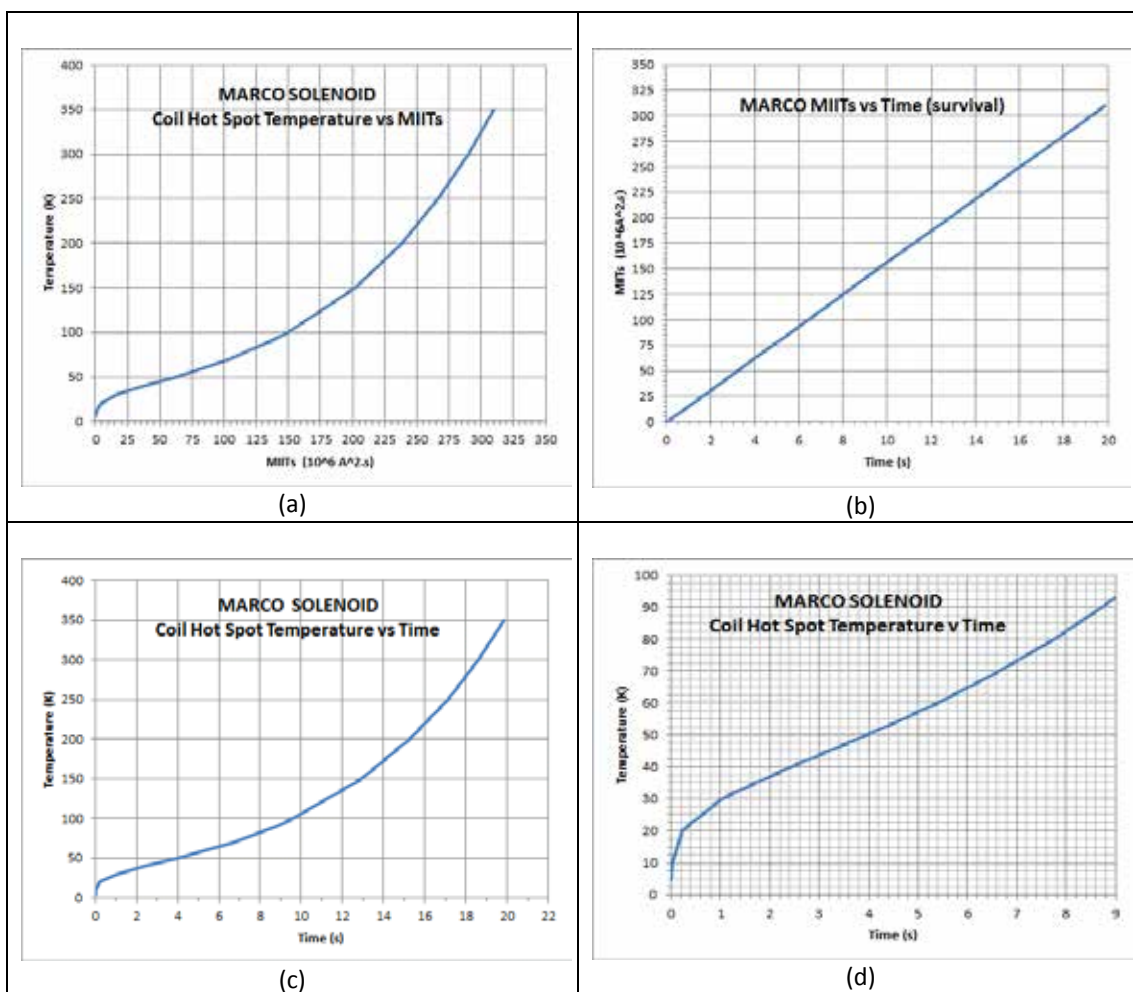 MARCO SOLENOID
Coil Hot Spot Temperature vs MIITs
Temperature (K)
400
350
300
250
200
150
100
50
0
0 25 50 75 100 125 150 175 200 225 250 275 300 325 350
MIITs (10^6 A^2.s)
(a)
MARCO MIITs vs Time (survival)
MIITs (10^6A^2.s)
350
325
300
275
250
225
200
175
150
125
100
75
50
25
0
0 2 4 6 8 10 12 14 16 18 20
Time (s)
(b)
MARCO SOLENOID
Coil Hot Spot Temperature vs Time
Temperature (K)
400
350
300
250
200
150
100
50
0
0 2 4 6 8 10 12 14 16 18 20 22
Time (s)
(c)
MARCO SOLENOID
Coil Hot Spot Temperature v Time
Temperature (K)
100
90
80
70
60
50
40
30
20
10
0
0 1 2 3 4 5 6 7 8 9
Time (s)
(d)